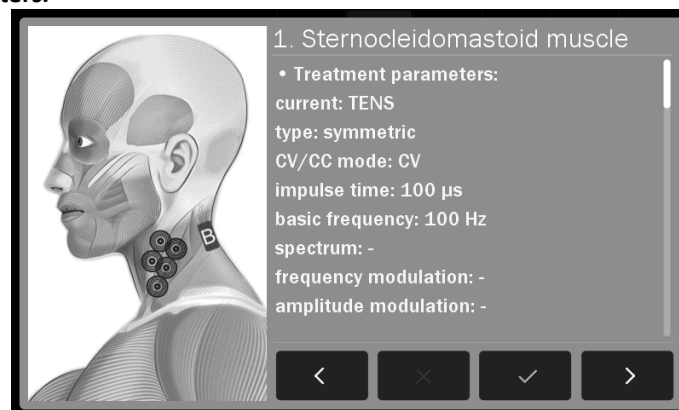 ters.
1. Sternocleidomastoid muscle
• Treatment parameters:
current: TENS
type: symmetric
CV/CC mode: CV
impulse time: 100 µs
basic frequency: 100 Hz
spectrum: -
frequency modulation: -
amplitude modulation: -
B